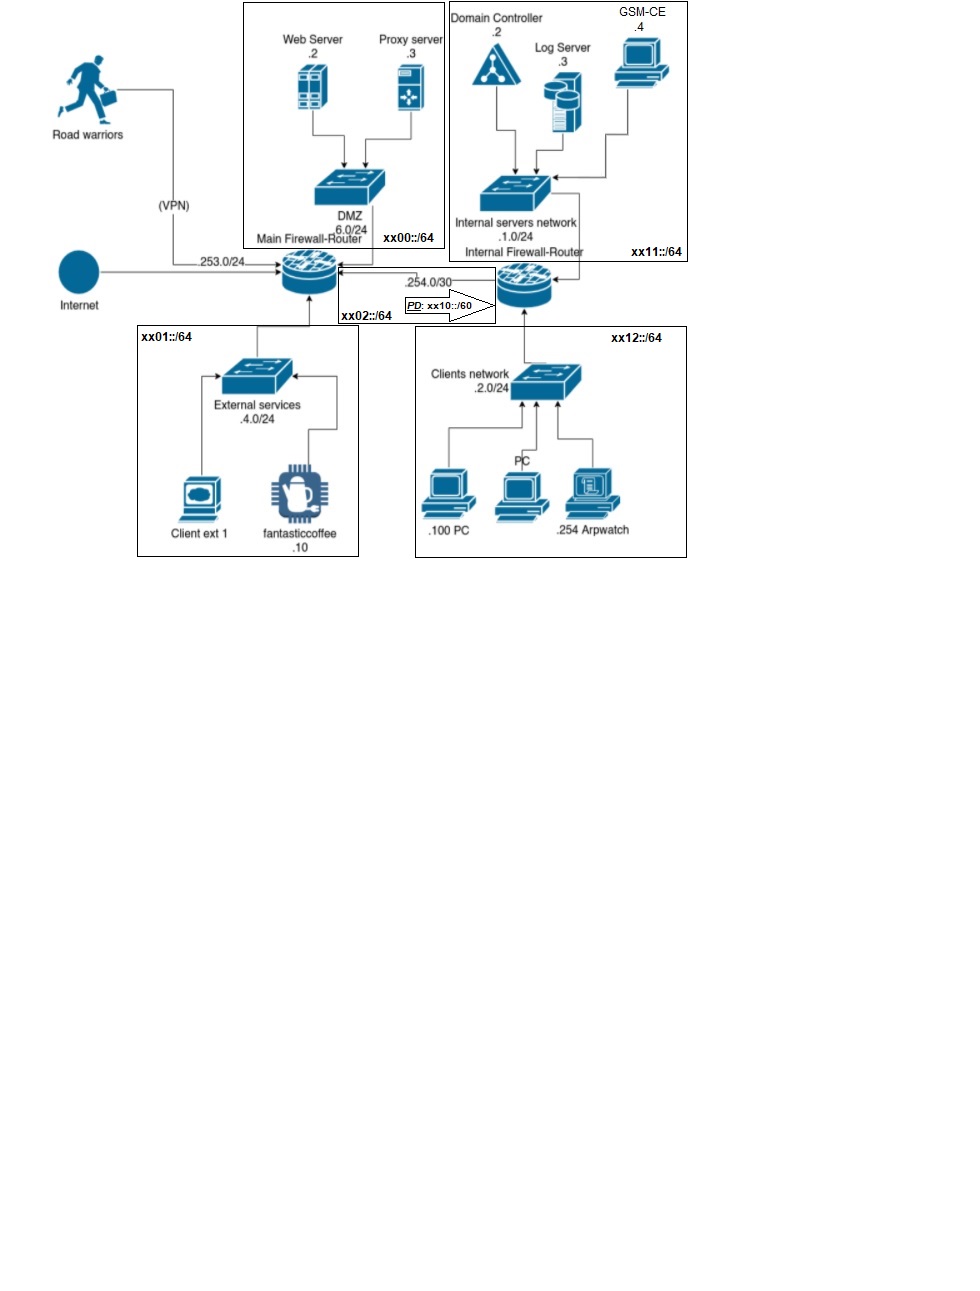 Road warriors
(VPN)
Internet
.253.0/24
Web Server
.2
Proxy server
.3
DMZ
.6.0/24
Main Firewall-Router
xx00::/64
Domain Controller
.2
Log Server
.3
GSM-CE
.4
Internal servers network
.1.0/24
Internal Firewall-Router
xx11::/64
.254.0/30
PD: xx10::/60
xx02::/64
xx01::/64
External services
.4.0/24
Client ext 1
fantasticcoffee
.10
xx12::/64
Clients network
.2.0/24
PC
.100 PC
.254 Arpwatch